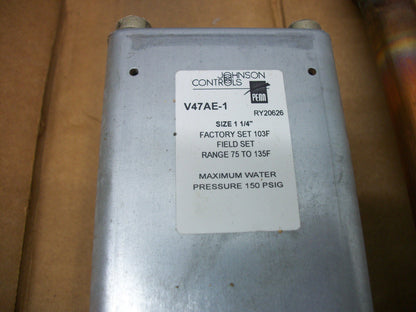 JOHNSON
CONTROLS
PENN
V47AE-1
RY20626
SIZE 1 1/4"
FACTORY SET 103F
FIELD SET
RANGE 75 TO 135F
MAXIMUM WATER
PRESSURE 150 PSIG